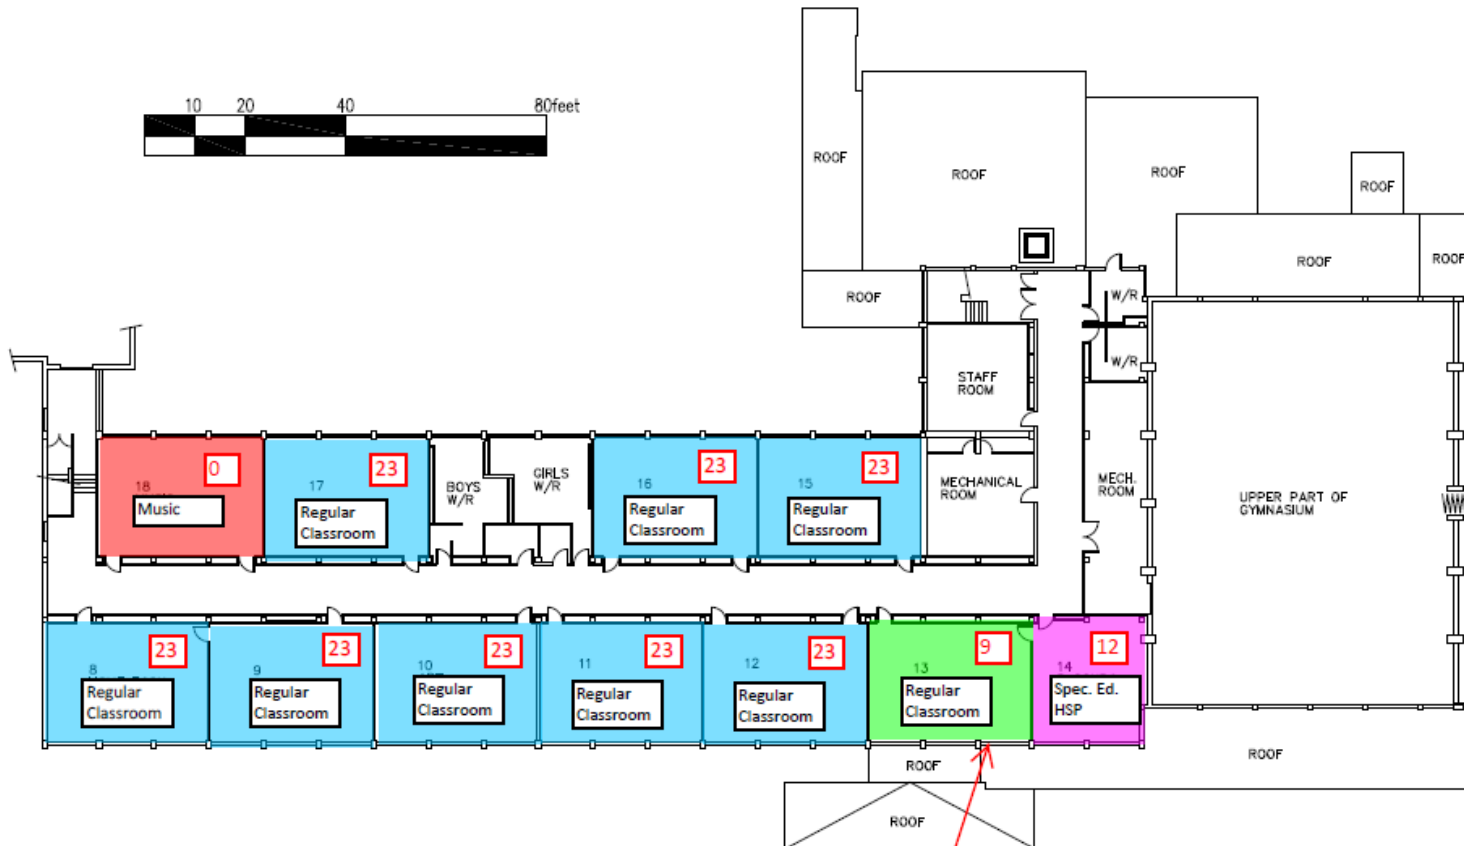 10 20 40 80feet
ROOF
ROOF
ROOF
ROOF
ROOF
ROOF
ROOF
W/R
W/R
STAFF
ROOM
MECHANICAL
ROOM
MECH.
ROOM
UPPER PART OF
GYMNASIUM
0
18
Music
23
17
Regular
Classroom
BOYS
W/R
GIRLS
W/R
23
16
Regular
Classroom
23
15
Regular
Classroom
23
8
Regular
Classroom
23
9
Regular
Classroom
23
10
Regular
Classroom
23
11
Regular
Classroom
23
12
Regular
Classroom
9
13
Regular
Classroom
12
14
Spec. Ed.
HSP
ROOF
ROOF
ROOF